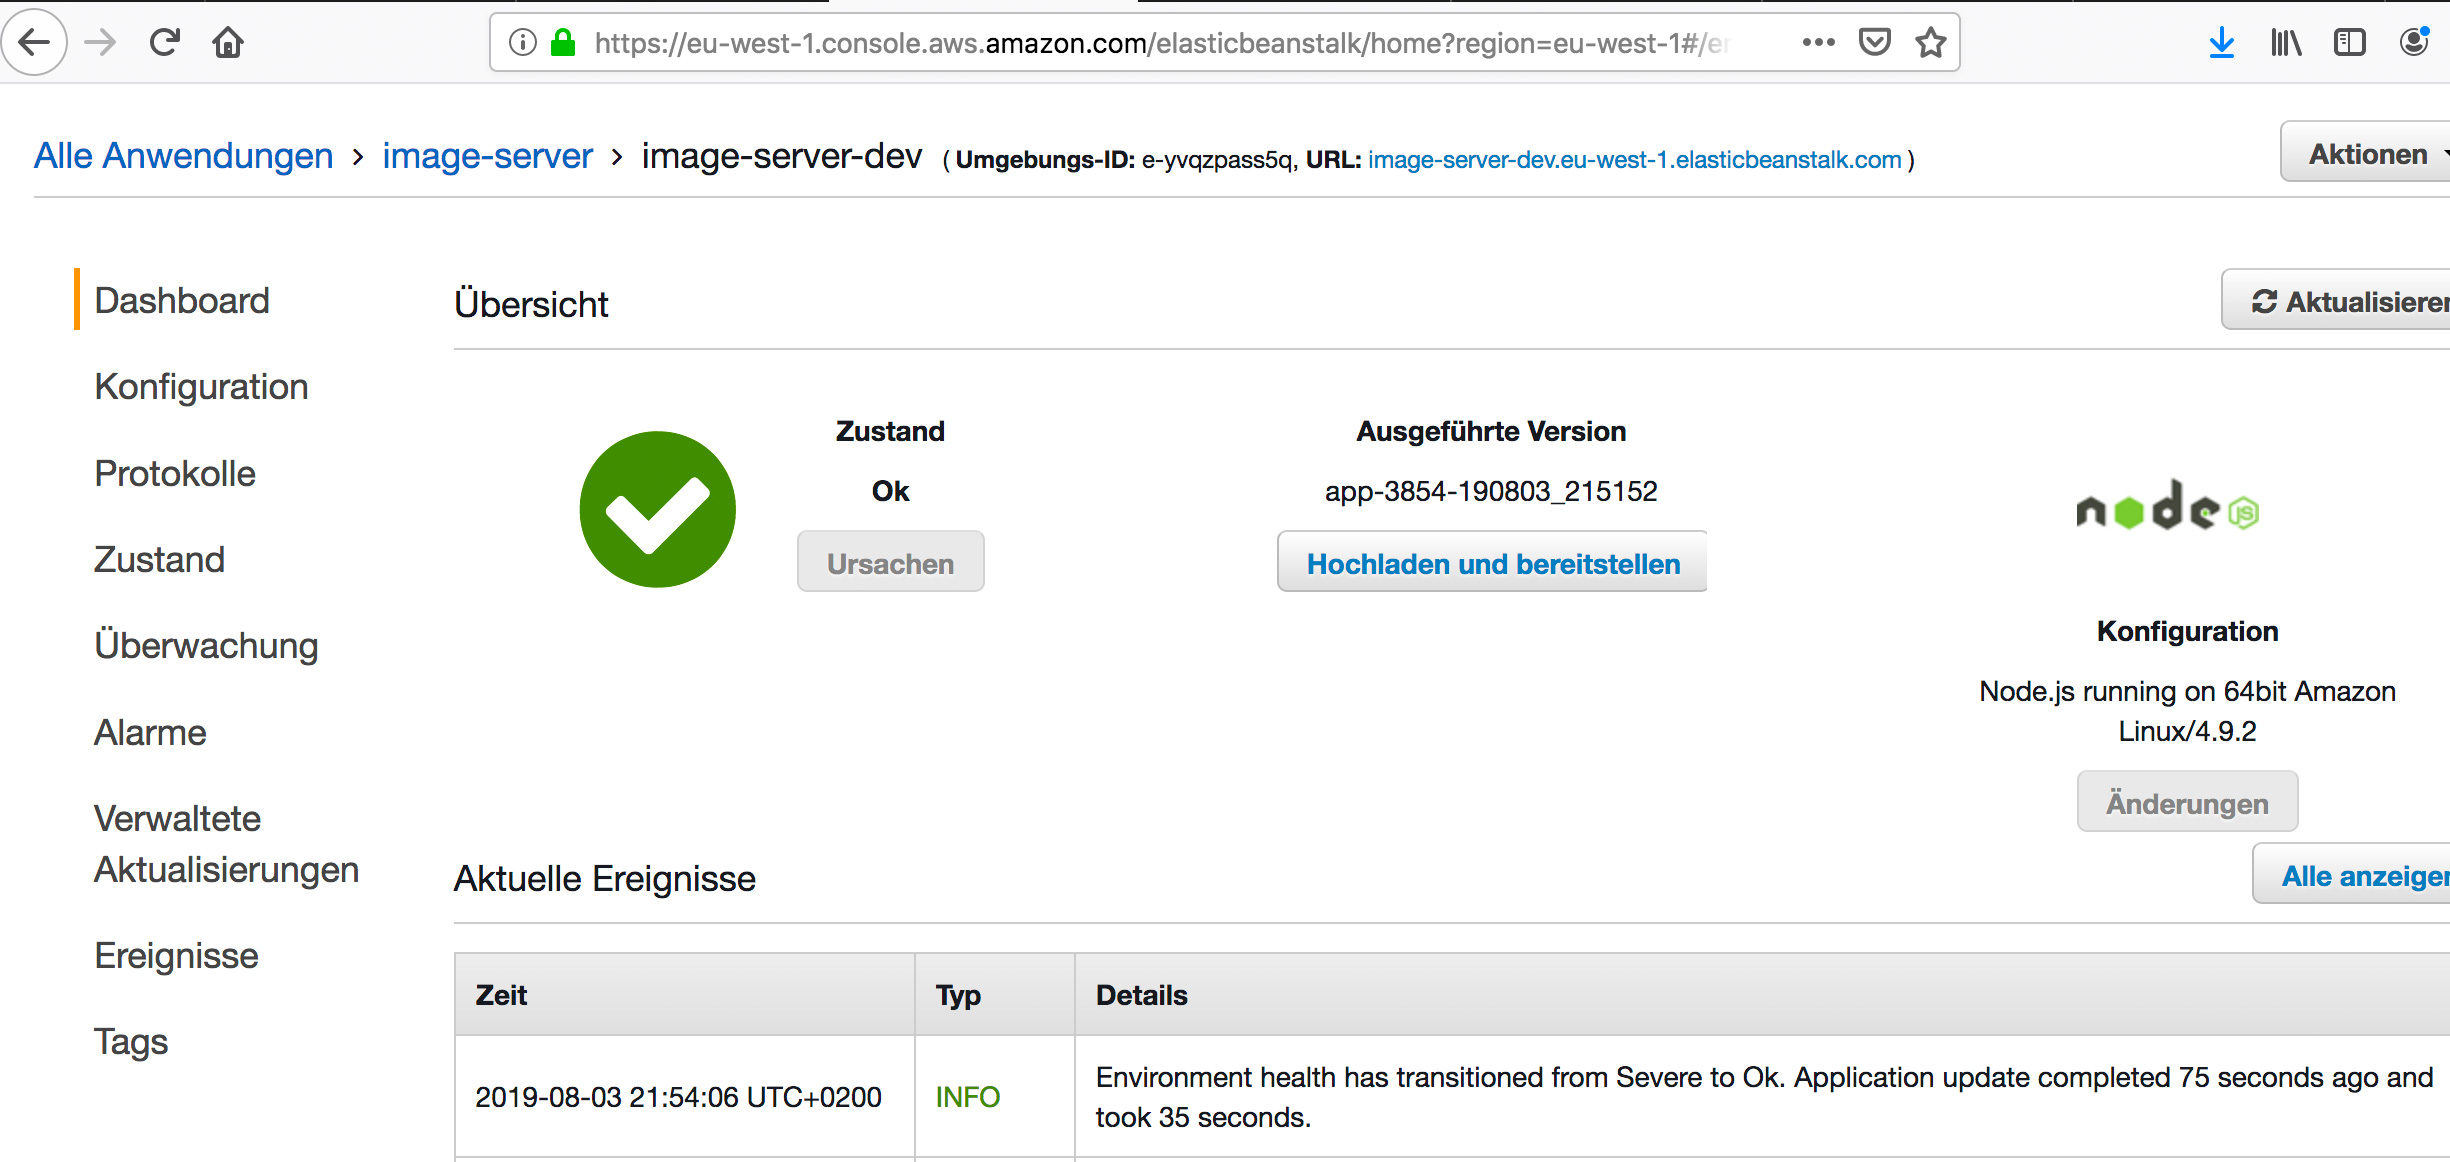 https://eu-west-1.console.aws.amazon.com/elasticbeanstalk/home?region=eu-west-1#/
Alle Anwendungen › image-server › image-server-dev ( Umgebungs-ID: e-yvqzpass5q, URL: image-server-dev.eu-west-1.elasticbeanstalk.com )
Aktionen
Dashboard
Konfiguration
Protokolle
Zustand
Überwachung
Alarme
Verwaltete
Aktualisierungen
Ereignisse
Tags
Übersicht
Aktualisieren
Zustand
Ok
Ursachen
Ausgeführte Version
app-3854-190803_215152
Hochladen und bereitstellen
node JS
Konfiguration
Node.js running on 64bit Amazon
Linux/4.9.2
Änderungen
Aktuelle Ereignisse
Alle anzeigen
Zeit Typ Details
2019-08-03 21:54:06 UTC+0200 INFO Environment health has transitioned from Severe to Ok. Application update completed 75 seconds ago and
took 35 seconds.